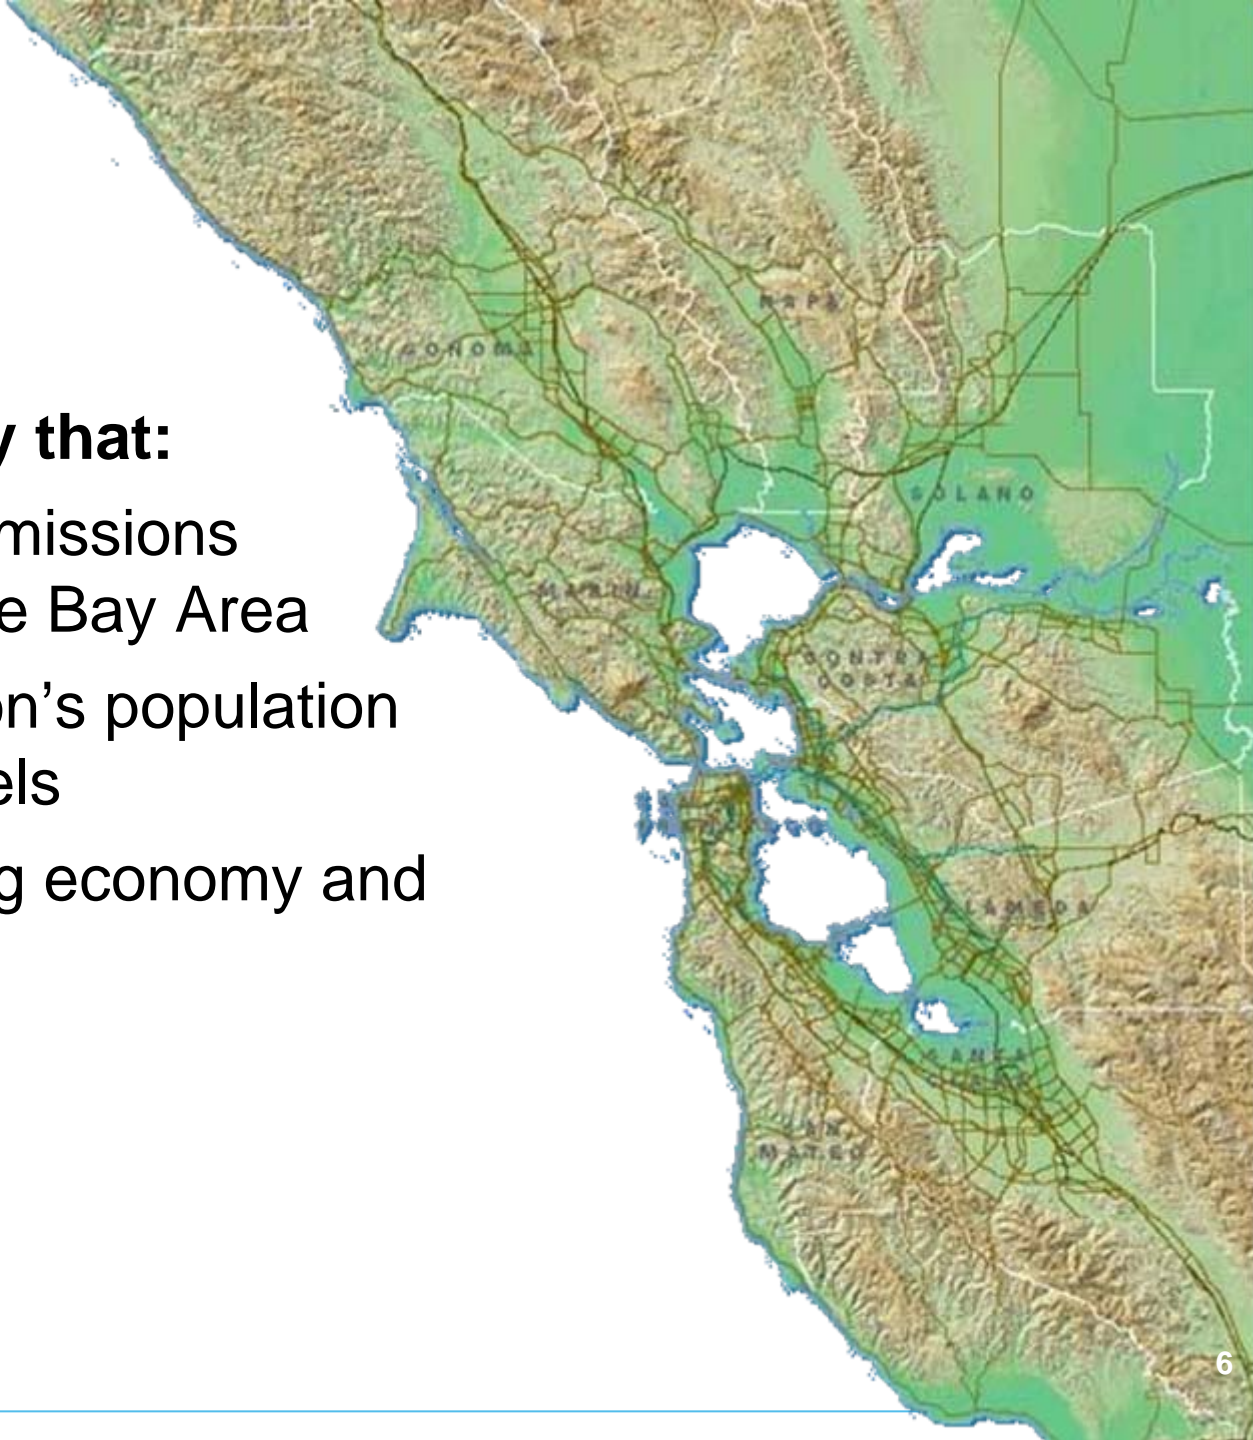 y that:
missions
e Bay Area
on's population
els
g economy and
NAPA
SONOMA
SOLANO
MARIN
CONTRA
COSTA
ALAMEDA
SANTA
SAN
MATEO
6